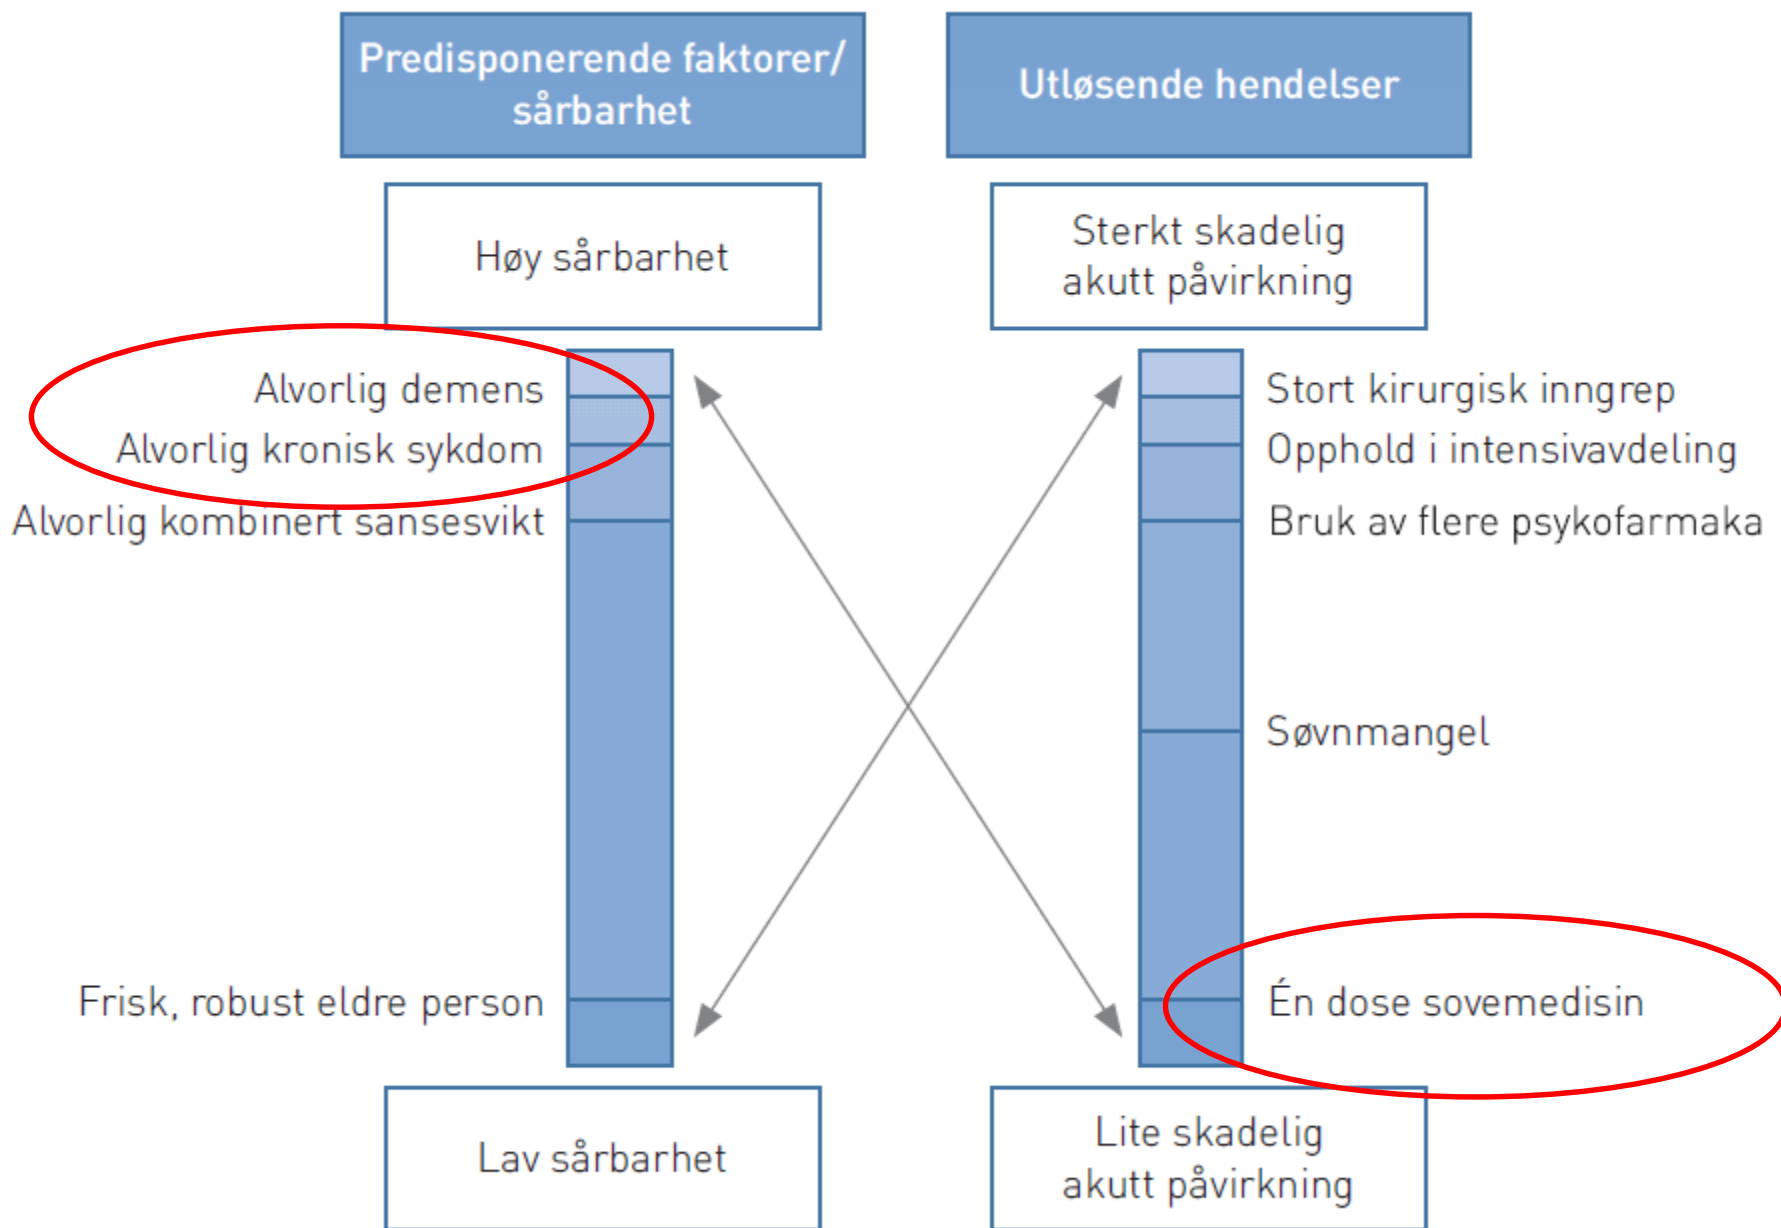 Predisponerende faktorer/
sårbarhet
Utløsende hendelser
Høy sårbarhet
Sterkt skadelig
akutt påvirkning
Alvorlig demens
Alvorlig kronisk sykdom
Alvorlig kombinert sansesvikt
Frisk, robust eldre person
Stort kirurgisk inngrep
Opphold i intensivavdeling
Bruk av flere psykofarmaka
Søvnmangel
Én dose sovemedisin
Lav sårbarhet
Lite skadelig
akutt påvirkning